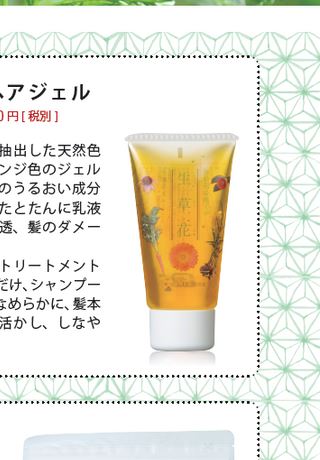 ヘアジェル
0円[税別]
抽出した天然色
ンジ色のジェル
のうるおい成分
たとたんに乳液
透、髪のダメー
トリートメント
だけ、シャンプー
なめらかに、髪本
活かし、しなや
生草花